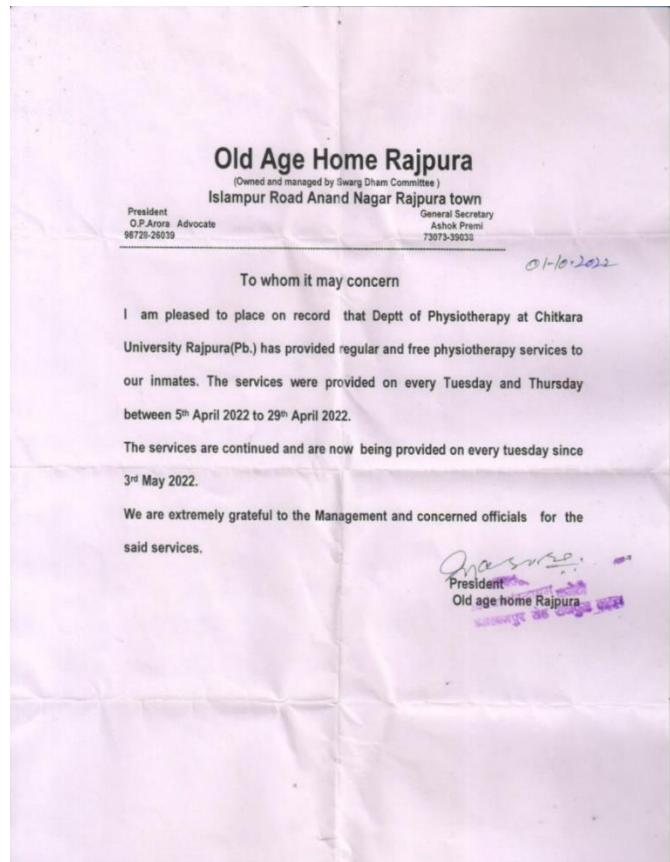 Old Age Home Rajpura
(Owned and managed by Swarg Dham Committee )
Islampur Road Anand Nagar Rajpura town
President
O.P.Arora Advocate
98728-26039
General Secretary
Ashok Premi
73073-39038
01-10-2022
To whom it may concern
I am pleased to place on record that Deptt of Physiotherapy at Chitkara
University Rajpura(Pb.) has provided regular and free physiotherapy services to
our inmates. The services were provided on every Tuesday and Thursday
between 5th April 2022 to 29th April 2022.
The services are continued and are now being provided on every tuesday since
3rd May 2022.
We are extremely grateful to the Management and concerned officials for the
said services.
President
Old age home Rajpura